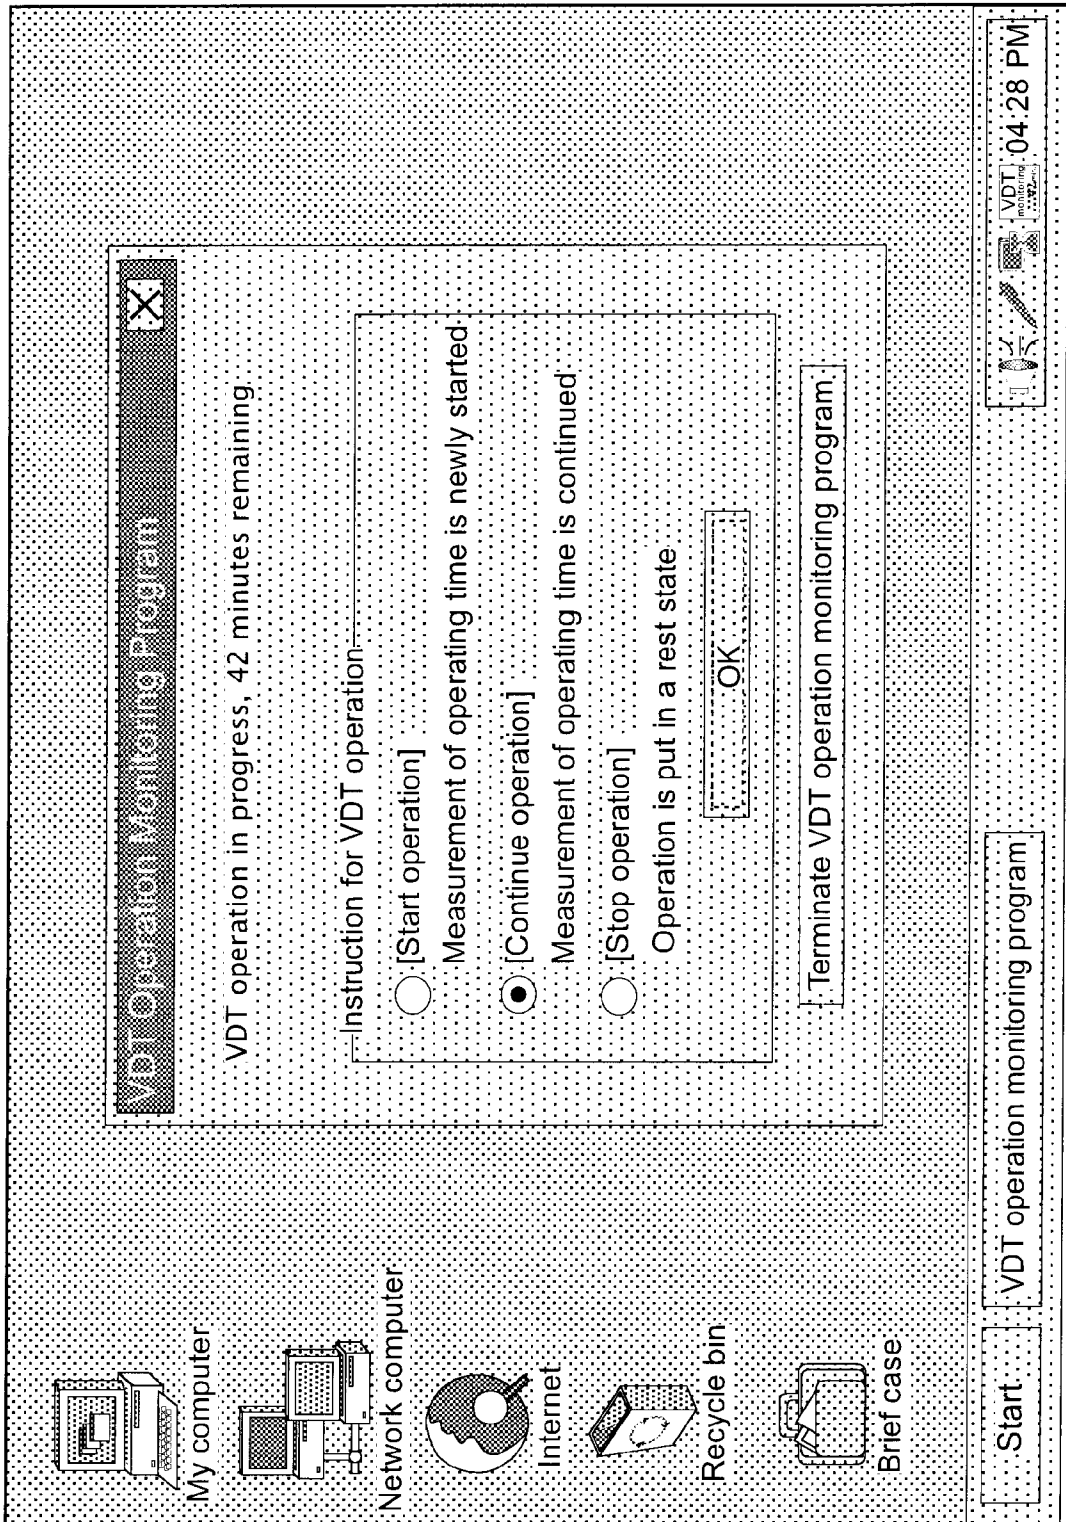 My computer
Network computer
Internet
Recycle bin
Brief case
VDT Operation Monitoring Program
VDT operation in progress, 42 minutes remaining
Instruction for VDT operation
[Start operation]
Measurement of operating time is newly started
[Continue operation]
Measurement of operating time is continued
[Stop operation]
Operation is put in a rest state
OK
Terminate VDT operation monitoring program
Start
VDT operation monitoring program
VDT
monitoring
42
04:28 PM